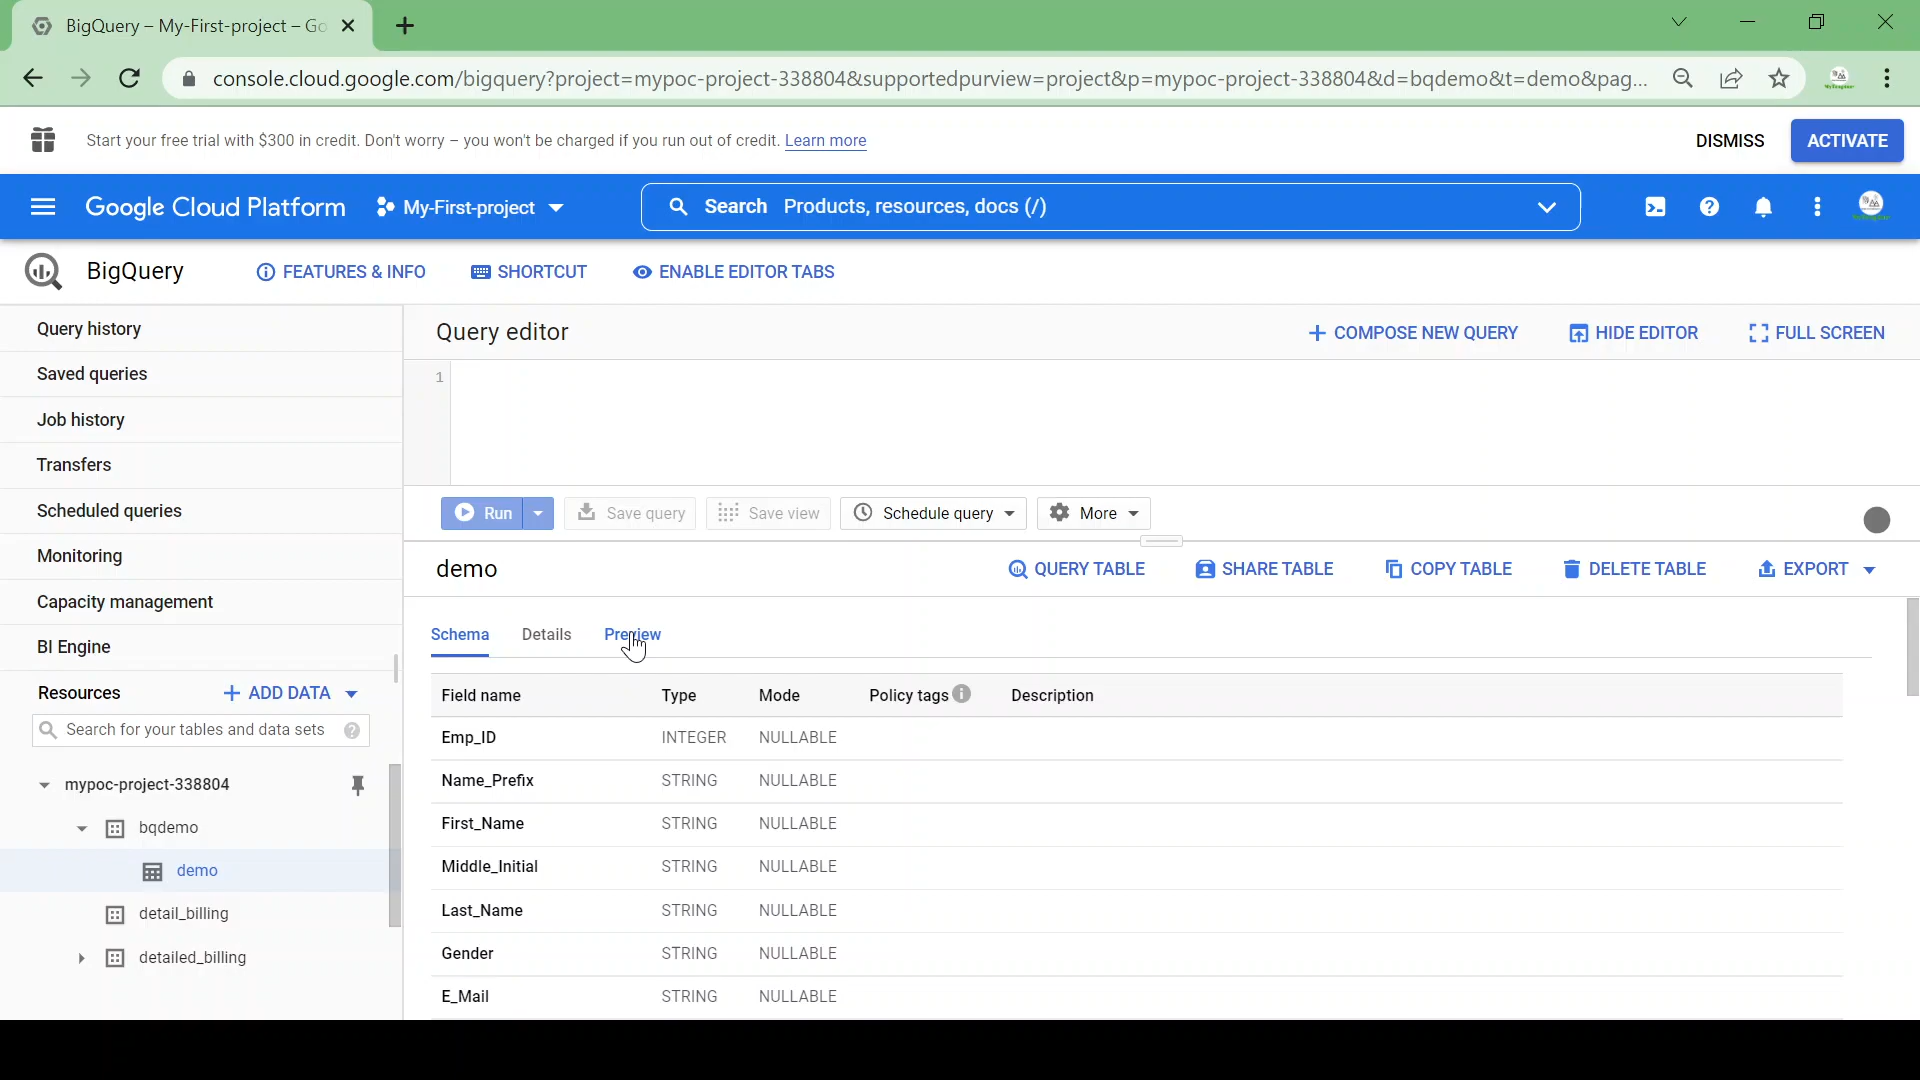 BigQuery – My-First-project – Go
console.cloud.google.com/bigquery?project=mypoc-project-338804&supportedpurview=project&p=mypoc-project-338804&d=bqdemo&t=demo&pag...
Start your free trial with $300 in credit. Don't worry – you won't be charged if you run out of credit. Learn more
DISMISS
ACTIVATE
Google Cloud Platform
My-First-project
Search Products, resources, docs (/)
BigQuery
FEATURES & INFO
SHORTCUT
ENABLE EDITOR TABS
Query history
Saved queries
Job history
Transfers
Scheduled queries
Monitoring
Capacity management
BI Engine
Resources
+ ADD DATA
Search for your tables and data sets
mypoc-project-338804
bqdemo
demo
detail_billing
detailed_billing
Query editor
+ COMPOSE NEW QUERY
HIDE EDITOR
FULL SCREEN
1
Run
Save query
Save view
Schedule query
More
demo
QUERY TABLE
SHARE TABLE
COPY TABLE
DELETE TABLE
EXPORT
Schema Details Preview
Field name Type Mode Policy tags Description
Emp_ID INTEGER NULLABLE
Name_Prefix STRING NULLABLE
First_Name STRING NULLABLE
Middle_Initial STRING NULLABLE
Last_Name STRING NULLABLE
Gender STRING NULLABLE
E_Mail STRING NULLABLE